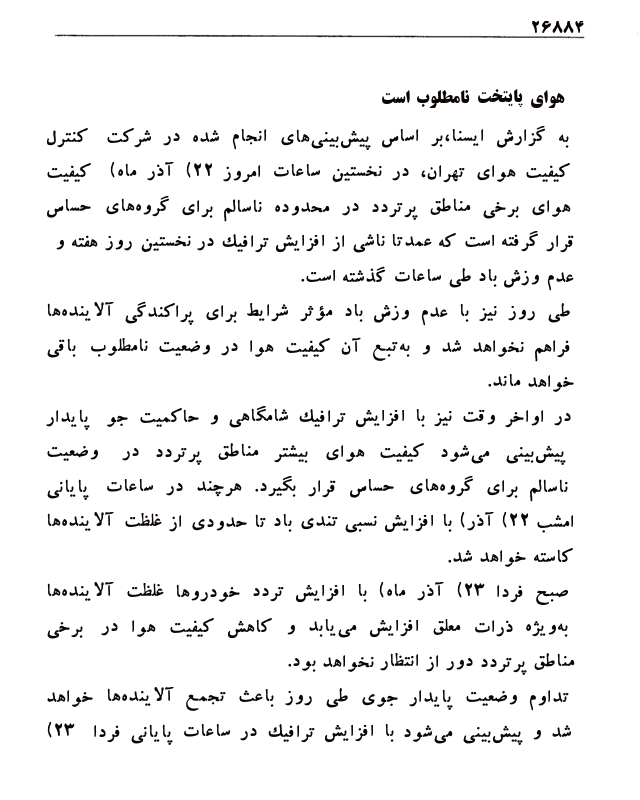 ۲۶۸۸۴
هوای پایتخت نامطلوب است
به گزارش ایسنا،بر اساس پیش‌بینی‌های انجام شده در شرکت کنترل
کیفیت هوای تهران، در نخستین ساعات امروز ۲۲) آذر ماه) کیفیت
هوای برخی مناطق پرتردد در محدوده ناسالم برای گروه‌های حساس
قرار گرفته است که عمدتا ناشی از افزایش ترافیك در نخستین روز هفته و
عدم وزش باد طی ساعات گذشته است.
طی روز نیز با عدم وزش باد مؤثر شرایط برای پراکندگی آلاینده‌ها
فراهم نخواهد شد و به‌تبع آن کیفیت هوا در وضعیت نامطلوب باقی
خواهد ماند.
در اواخر وقت نیز با افزایش ترافیك شامگاهی و حاکمیت جو پایدار
پیش‌بینی می‌شود کیفیت هوای بیشتر مناطق پرتردد در وضعیت
ناسالم برای گروه‌های حساس قرار بگیرد. هرچند در ساعات پایانی
امشب ۲۲) آذر) با افزایش نسبی تندی باد تا حدودی از غلظت آلاینده‌ها
کاسته خواهد شد.
صبح فردا ۲۳) آذر ماه) با افزایش تردد خودروها غلظت آلاینده‌ها
به‌ویژه ذرات معلق افزایش می‌یابد و کاهش کیفیت هوا در برخی
مناطق پرتردد دور از انتظار نخواهد بود.
تداوم وضعیت پایدار جوی طی روز باعث تجمع آلاینده‌ها خواهد
شد و پیش‌بینی می‌شود با افزایش ترافیك در ساعات پایانی فردا ۲۳)